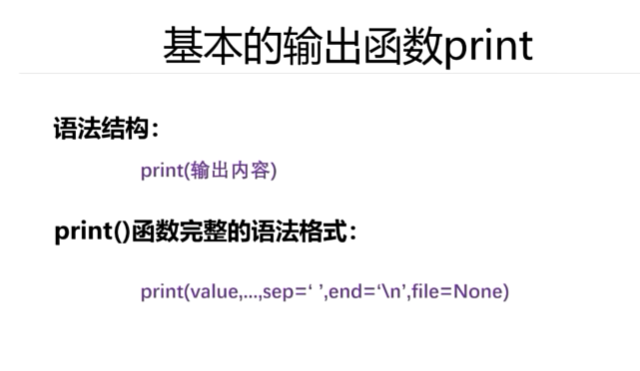 基本的输出函数print
语法结构：
print(输出内容)
print()函数完整的语法格式：
print(value,...,sep=‘ ’,end=‘\n’,file=None)